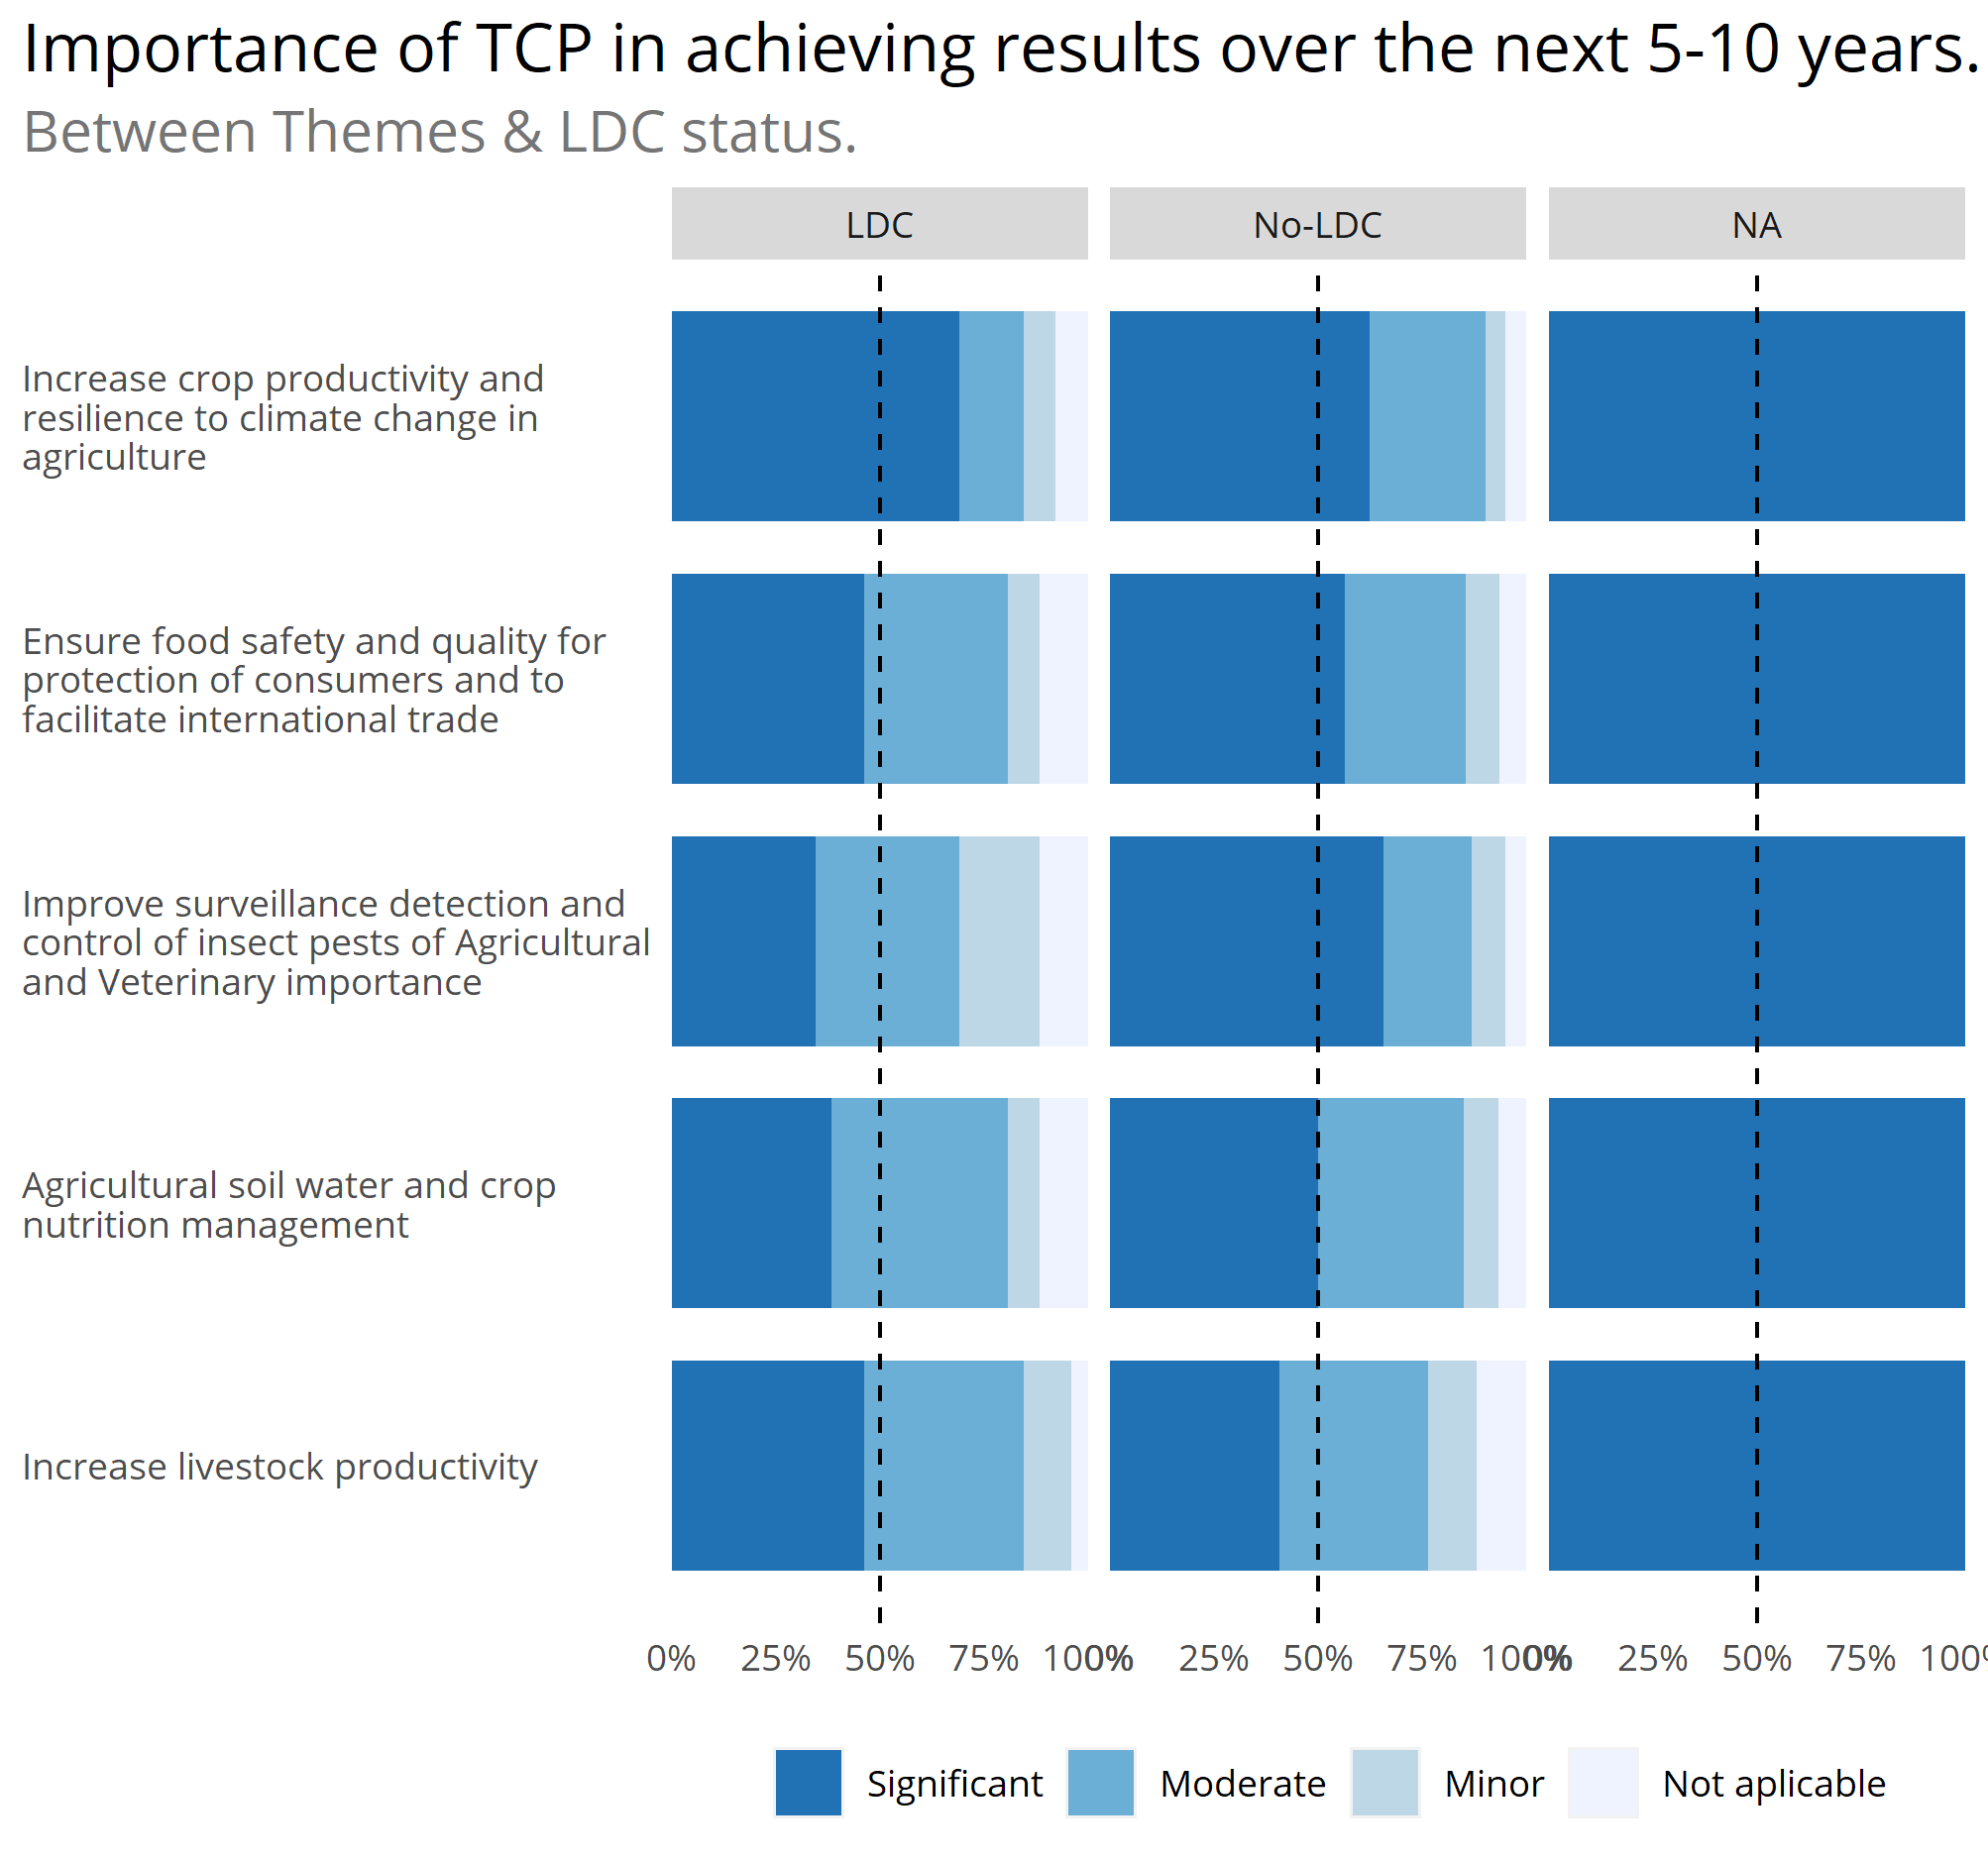 Importance of TCP in achieving results over the next 5-10 years.
Between Themes & LDC status.
LDC
No-LDC
NA
Increase crop productivity and
resilience to climate change in
agriculture
Ensure food safety and quality for
protection of consumers and to
facilitate international trade
Improve surveillance detection and
control of insect pests of Agricultural
and Veterinary importance
Agricultural soil water and crop
nutrition management
Increase livestock productivity
0% 25% 50% 75% 100%
0% 25% 50% 75% 100%
0% 25% 50% 75% 100%
Significant
Moderate
Minor
Not aplicable